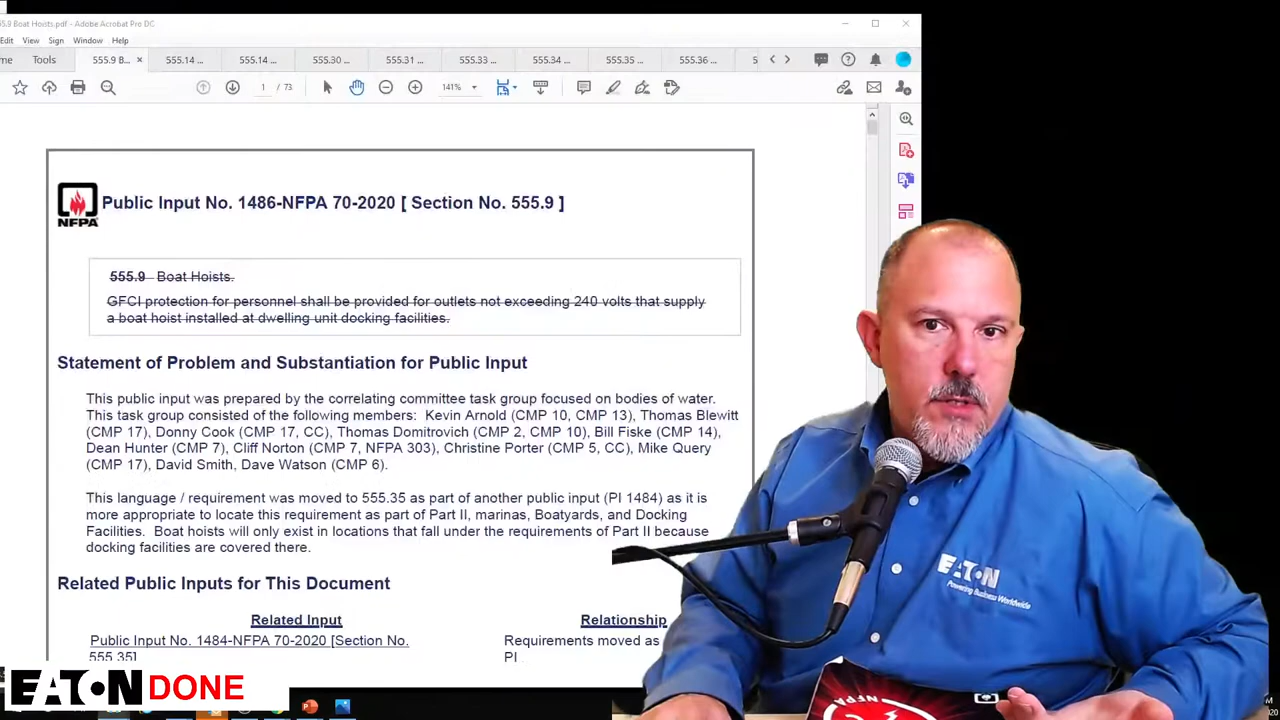 555.9 Boat Hoists.pdf - Adobe Acrobat Pro DC
Edit View Sign Window Help
Tools 555.9 B... × 555.14 ... 555.14 ... 555.30 ... 555.31 ... 555.33 ... 555.34 ... 555.35 ... 555.36 ... 5
1 / 73 141%
Public Input No. 1486-NFPA 70-2020 [ Section No. 555.9 ]
NFPA
555.9 Boat Hoists.
GFCI protection for personnel shall be provided for outlets not exceeding 240 volts that supply
a boat hoist installed at dwelling unit docking facilities.
Statement of Problem and Substantiation for Public Input
This public input was prepared by the correlating committee task group focused on bodies of water.
This task group consisted of the following members: Kevin Arnold (CMP 10, CMP 13), Thomas Blewitt
(CMP 17), Donny Cook (CMP 17, CC), Thomas Domitrovich (CMP 2, CMP 10), Bill Fiske (CMP 14),
Dean Hunter (CMP 7), Cliff Norton (CMP 7, NFPA 303), Christine Porter (CMP 5, CC), Mike Query
(CMP 17), David Smith, Dave Watson (CMP 6).
This language / requirement was moved to 555.35 as part of another public input (PI 1484) as it is
more appropriate to locate this requirement as part of Part II, marinas, Boatyards, and Docking
Facilities. Boat hoists will only exist in locations that fall under the requirements of Part II because
docking facilities are covered there.
Related Public Inputs for This Document
Related Input Relationship
Public Input No. 1484-NFPA 70-2020 [Section No. Requirements moved as
555.35] PI
EATON
Powering Business Worldwide
NFPA
EATON DONE